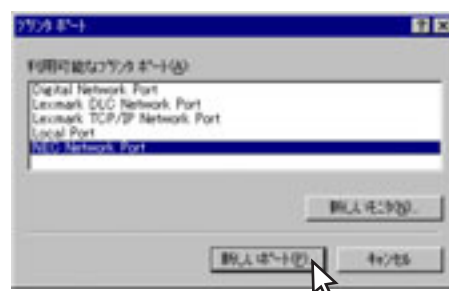 プリンタ ポート
利用可能なプリンタ ポート(A)
Digital Network Port
Lexmark DLC Network Port
Lexmark TCP/IP Network Port
Local Port
NEC Network Port
新しいモニタ(N)...
新しいポート(P)...
キャンセル